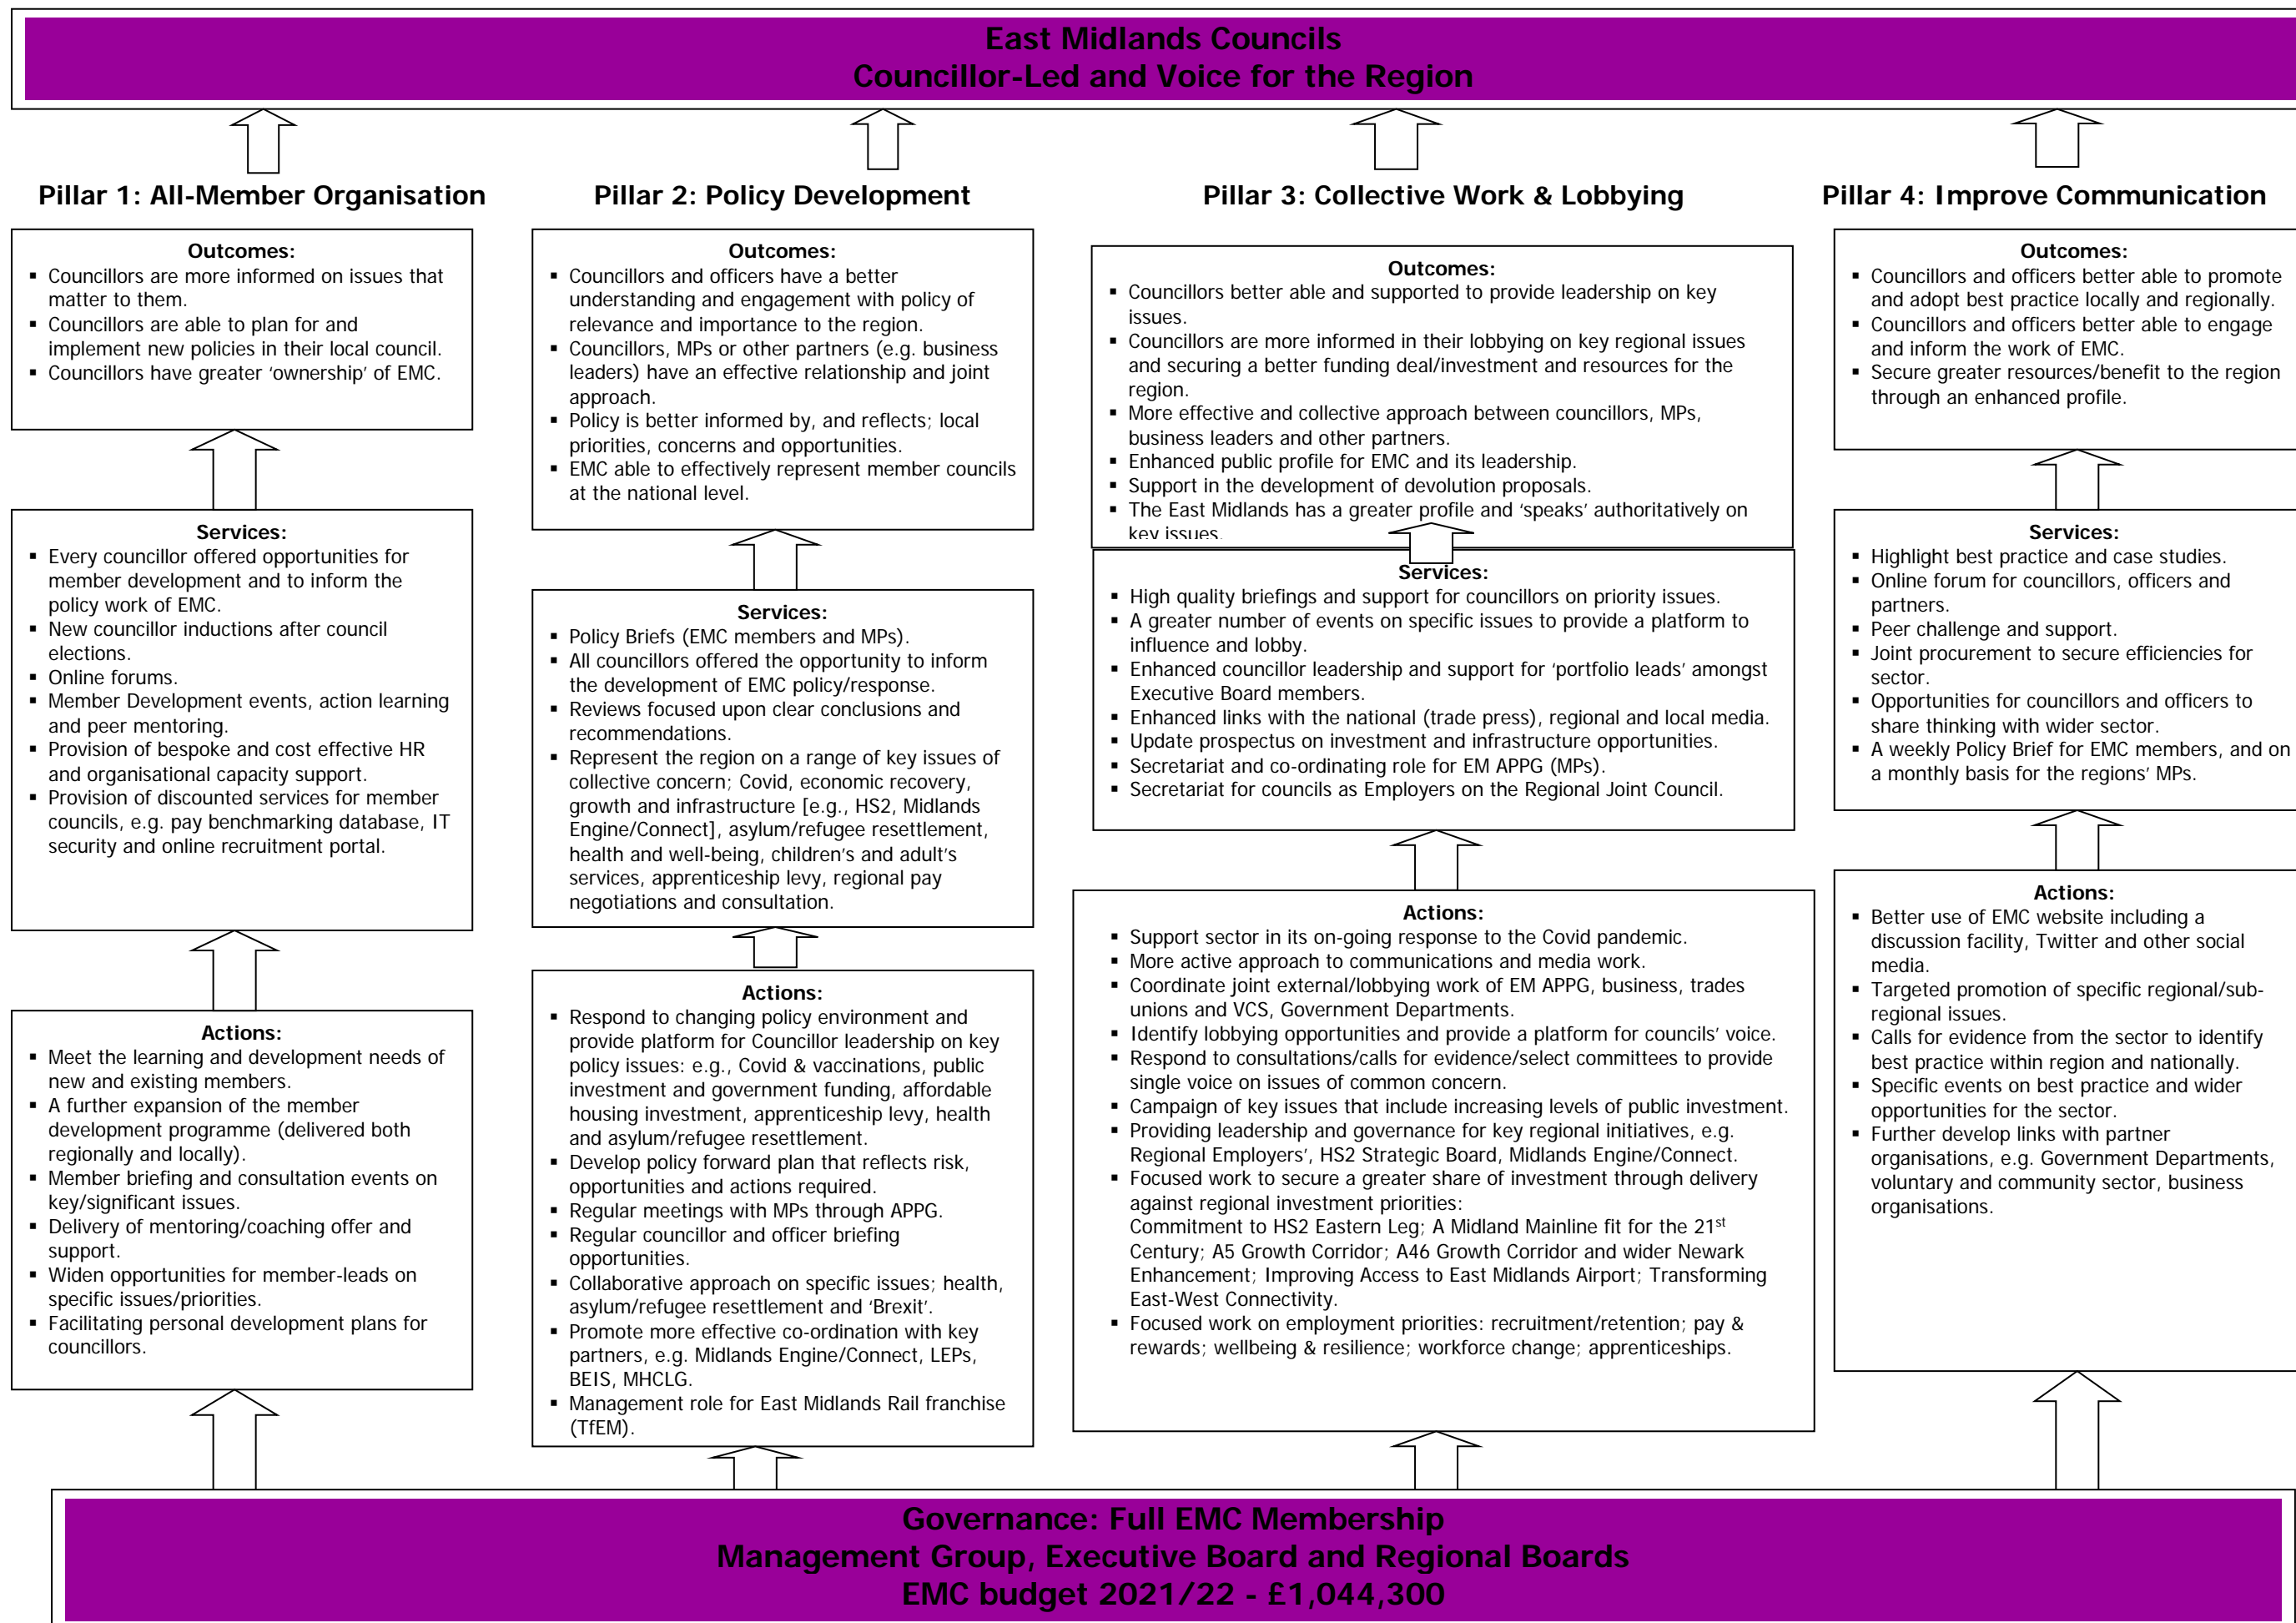 East Midlands Councils
Councillor-Led and Voice for the Region
Pillar 1: All-Member Organisation
Outcomes:
▪ Councillors are more informed on issues that
matter to them.
▪ Councillors are able to plan for and
implement new policies in their local council.
▪ Councillors have greater ‘ownership’ of EMC.
Services:
▪ Every councillor offered opportunities for
member development and to inform the
policy work of EMC.
▪ New councillor inductions after council
elections.
▪ Online forums.
▪ Member Development events, action learning
and peer mentoring.
▪ Provision of bespoke and cost effective HR
and organisational capacity support.
▪ Provision of discounted services for member
councils, e.g. pay benchmarking database, IT
security and online recruitment portal.
Actions:
▪ Meet the learning and development needs of
new and existing members.
▪ A further expansion of the member
development programme (delivered both
regionally and locally).
▪ Member briefing and consultation events on
key/significant issues.
▪ Delivery of mentoring/coaching offer and
support.
▪ Widen opportunities for member-leads on
specific issues/priorities.
▪ Facilitating personal development plans for
councillors.
Pillar 2: Policy Development
Outcomes:
▪ Councillors and officers have a better
understanding and engagement with policy of
relevance and importance to the region.
▪ Councillors, MPs or other partners (e.g. business
leaders) have an effective relationship and joint
approach.
▪ Policy is better informed by, and reflects; local
priorities, concerns and opportunities.
▪ EMC able to effectively represent member councils
at the national level.
Services:
▪ Policy Briefs (EMC members and MPs).
▪ All councillors offered the opportunity to inform
the development of EMC policy/response.
▪ Reviews focused upon clear conclusions and
recommendations.
▪ Represent the region on a range of key issues of
collective concern; Covid, economic recovery,
growth and infrastructure [e.g., HS2, Midlands
Engine/Connect], asylum/refugee resettlement,
health and well-being, children’s and adult’s
services, apprenticeship levy, regional pay
negotiations and consultation.
Actions:
▪ Respond to changing policy environment and
provide platform for Councillor leadership on key
policy issues: e.g., Covid & vaccinations, public
investment and government funding, affordable
housing investment, apprenticeship levy, health
and asylum/refugee resettlement.
▪ Develop policy forward plan that reflects risk,
opportunities and actions required.
▪ Regular meetings with MPs through APPG.
▪ Regular councillor and officer briefing
opportunities.
▪ Collaborative approach on specific issues; health,
asylum/refugee resettlement and ‘Brexit’.
▪ Promote more effective co-ordination with key
partners, e.g. Midlands Engine/Connect, LEPs,
BEIS, MHCLG.
▪ Management role for East Midlands Rail franchise
(TfEM).
Pillar 3: Collective Work & Lobbying
Outcomes:
▪ Councillors better able and supported to provide leadership on key
issues.
▪ Councillors are more informed in their lobbying on key regional issues
and securing a better funding deal/investment and resources for the
region.
▪ More effective and collective approach between councillors, MPs,
business leaders and other partners.
▪ Enhanced public profile for EMC and its leadership.
▪ Support in the development of devolution proposals.
▪ The East Midlands has a greater profile and ‘speaks’ authoritatively on
key issues.
Services:
▪ High quality briefings and support for councillors on priority issues.
▪ A greater number of events on specific issues to provide a platform to
influence and lobby.
▪ Enhanced councillor leadership and support for ‘portfolio leads’ amongst
Executive Board members.
▪ Enhanced links with the national (trade press), regional and local media.
▪ Update prospectus on investment and infrastructure opportunities.
▪ Secretariat and co-ordinating role for EM APPG (MPs).
▪ Secretariat for councils as Employers on the Regional Joint Council.
Actions:
▪ Support sector in its on-going response to the Covid pandemic.
▪ More active approach to communications and media work.
▪ Coordinate joint external/lobbying work of EM APPG, business, trades
unions and VCS, Government Departments.
▪ Identify lobbying opportunities and provide a platform for councils’ voice.
▪ Respond to consultations/calls for evidence/select committees to provide
single voice on issues of common concern.
▪ Campaign of key issues that include increasing levels of public investment.
▪ Providing leadership and governance for key regional initiatives, e.g.
Regional Employers’, HS2 Strategic Board, Midlands Engine/Connect.
▪ Focused work to secure a greater share of investment through delivery
against regional investment priorities:
Commitment to HS2 Eastern Leg; A Midland Mainline fit for the 21st
Century; A5 Growth Corridor; A46 Growth Corridor and wider Newark
Enhancement; Improving Access to East Midlands Airport; Transforming
East-West Connectivity.
▪ Focused work on employment priorities: recruitment/retention; pay &
rewards; wellbeing & resilience; workforce change; apprenticeships.
Pillar 4: Improve Communication
Outcomes:
▪ Councillors and officers better able to promote
and adopt best practice locally and regionally.
▪ Councillors and officers better able to engage
and inform the work of EMC.
▪ Secure greater resources/benefit to the region
through an enhanced profile.
Services:
▪ Highlight best practice and case studies.
▪ Online forum for councillors, officers and
partners.
▪ Peer challenge and support.
▪ Joint procurement to secure efficiencies for
sector.
▪ Opportunities for councillors and officers to
share thinking with wider sector.
▪ A weekly Policy Brief for EMC members, and on
a monthly basis for the regions’ MPs.
Actions:
▪ Better use of EMC website including a
discussion facility, Twitter and other social
media.
▪ Targeted promotion of specific regional/sub-
regional issues.
▪ Calls for evidence from the sector to identify
best practice within region and nationally.
▪ Specific events on best practice and wider
opportunities for the sector.
▪ Further develop links with partner
organisations, e.g. Government Departments,
voluntary and community sector, business
organisations.
Governance: Full EMC Membership
Management Group, Executive Board and Regional Boards
EMC budget 2021/22 - £1,044,300